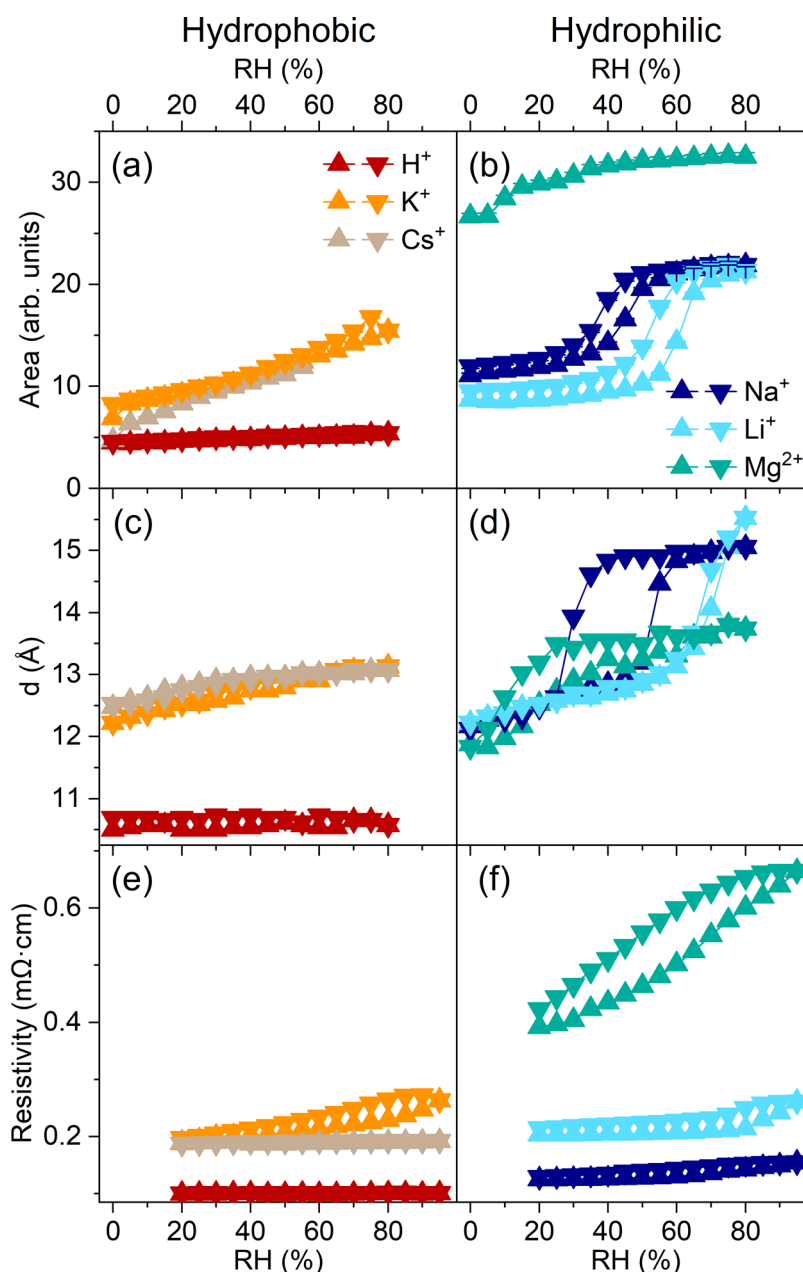 Hydrophobic Hydrophilic
RH (%) RH (%)
0 20 40 60 80 0 20 40 60 80
(a) (b)
H⁺
K⁺
Cs⁺
Area (arb. units)
30
20
10
0
Na⁺
Li⁺
Mg²⁺
(c) (d)
d (Å)
15
14
13
12
11
(e) (f)
Resistivity (mΩ·cm)
0.6
0.4
0.2
0 20 40 60 80 0 20 40 60 80
RH (%) RH (%)